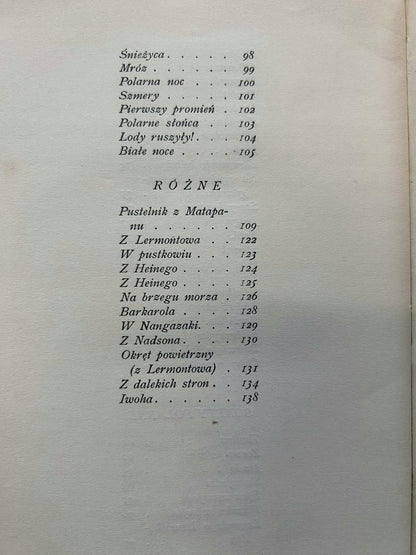 Śnieżyca . . . . . 98
Mróz . . . . . . 99
Polarna noc . . . . 100
Szmery . . . . . 101
Pierwszy promień . . 102
Polarne słońca . . . 103
Lody ruszyły! . . . . 104
Białe noce . . . . . 105
RÓŻNE
Pustelnik z Matapa-
nu . . . . . . 109
Z Lermontowa . . . 122
W pustkowiu . . . . 123
Z Heinego . . . . 124
Z Heinego . . . . 125
Na brzegu morza . . 126
Barkarola . . . . . 128
W Nangazaki. . . . 129
Z Nadsona . . . . 130
Okręt powietrzny
(z Lermontowa) . . 131
Z dalekich stron . . . 134
Iwoha . . . . . . 138